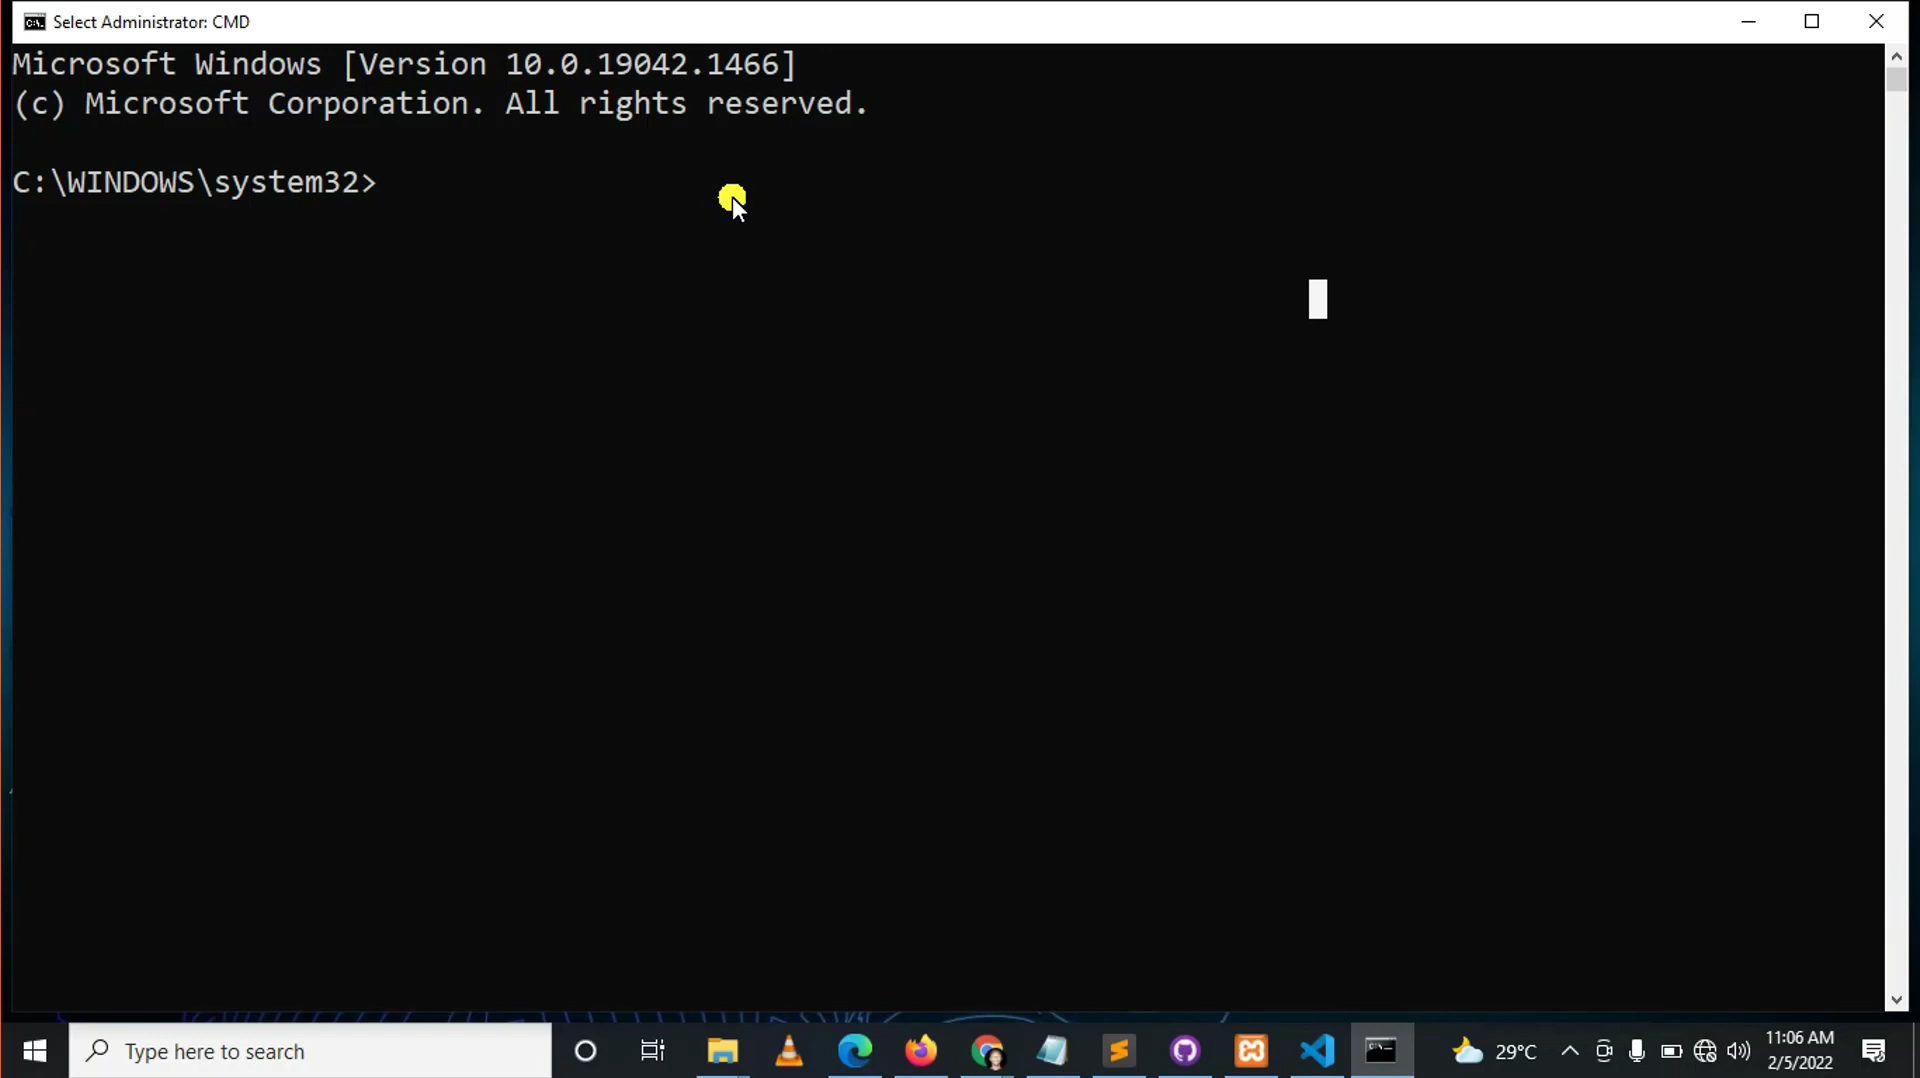 Select Administrator: CMD
Microsoft Windows [Version 10.0.19042.1466]
(c) Microsoft Corporation. All rights reserved.
C:\WINDOWS\system32>
Type here to search
29°C
11:06 AM
2/5/2022